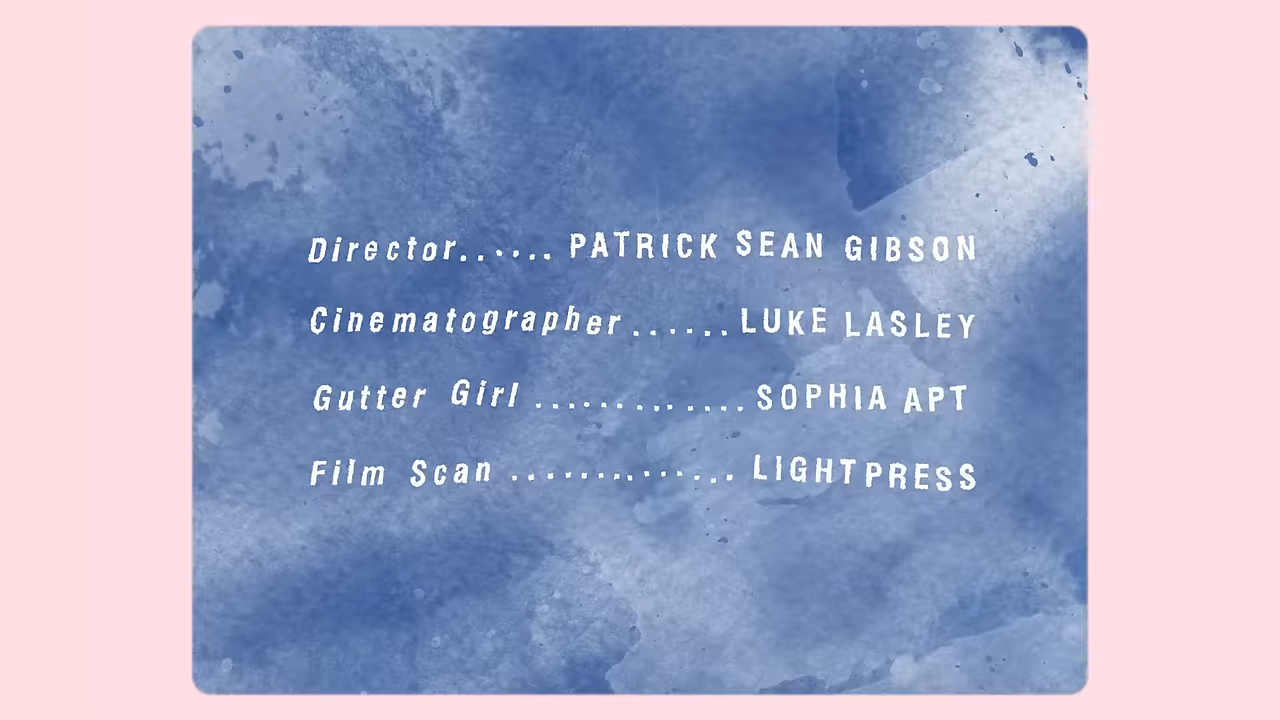 Director...... PATRICK SEAN GIBSON
Cinematographer ...... LUKE LASLEY
Gutter Girl ............. SOPHIA APT
Film Scan .............. LIGHTPRESS